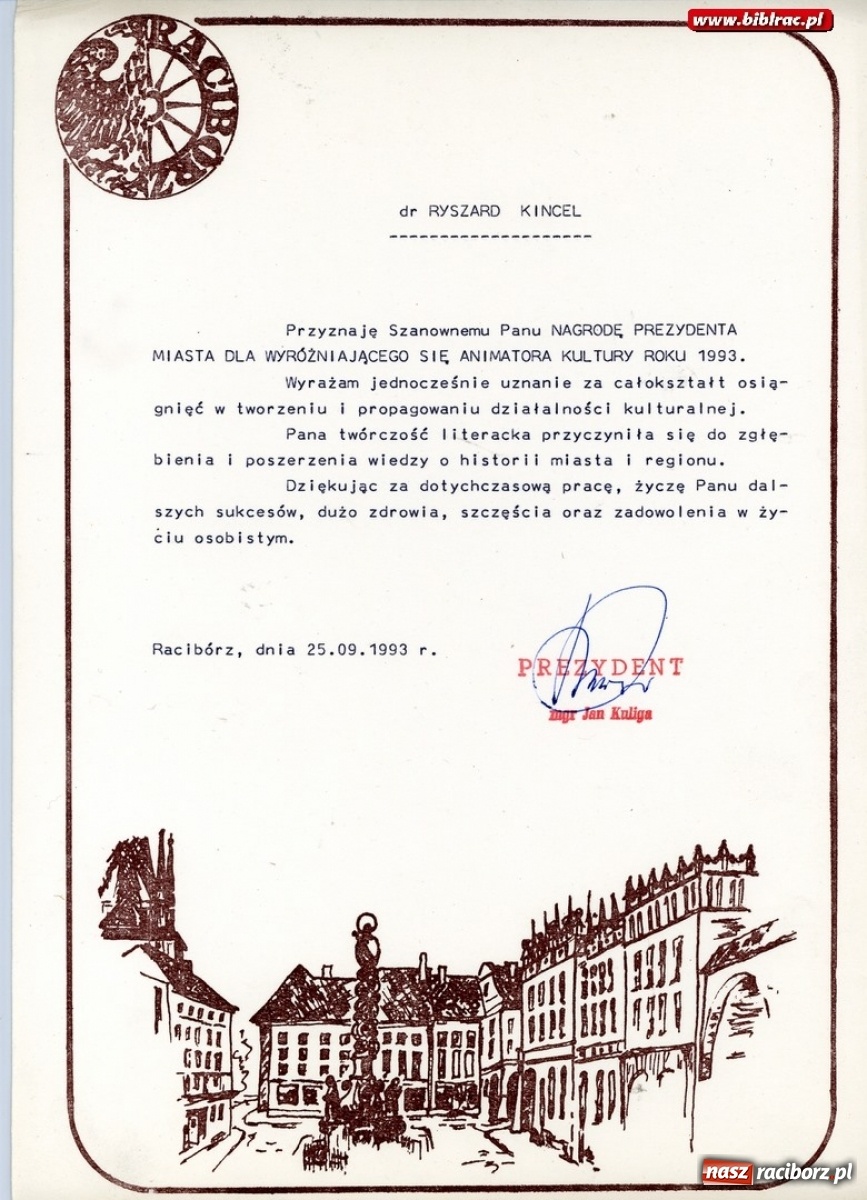 www.biblrac.pl
RACIBÓRZ
dr RYSZARD KINCEL
-------------------
Przyznaję Szanownemu Panu NAGRODĘ PREZYDENTA
MIASTA DLA WYRÓŻNIAJĄCEGO SIĘ ANIMATORA KULTURY ROKU 1993.
Wyrażam jednocześnie uznanie za całokształt osią-
gnięć w tworzeniu i propagowaniu działalności kulturalnej.
Pana twórczość literacka przyczyniła się do zgłę-
bienia i poszerzenia wiedzy o historii miasta i regionu.
Dziękując za dotychczasową pracę, życzę Panu dal-
szych sukcesów, dużo zdrowia, szczęścia oraz zadowolenia w ży-
ciu osobistym.
Racibórz, dnia 25.09.1993 r.
PREZYDENT
mgr Jan Kuliga
nasz raciborz.pl